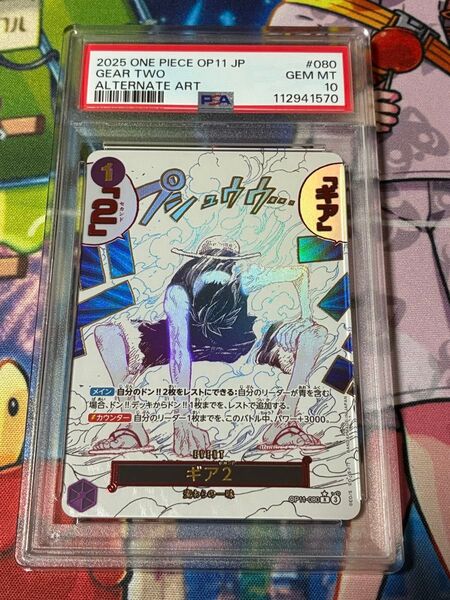 2025 ONE PIECE OP11 JP #080
GEAR TWO GEM MT
ALTERNATE ART 10
PSA 112941570
1
「2」
セカンド
プシュウウ…
『ギア』
メイン 自分のドン!!2枚をレストにできる:自分のリーダーが青を含む
場合、ドン!!デッキからドン!!1枚までを、レストで追加する。
カウンター 自分のリーダー1枚までを、このバトル中、パワー+3000。
EVENT
ギア2
麦わらの一味
OP11-080 R
3